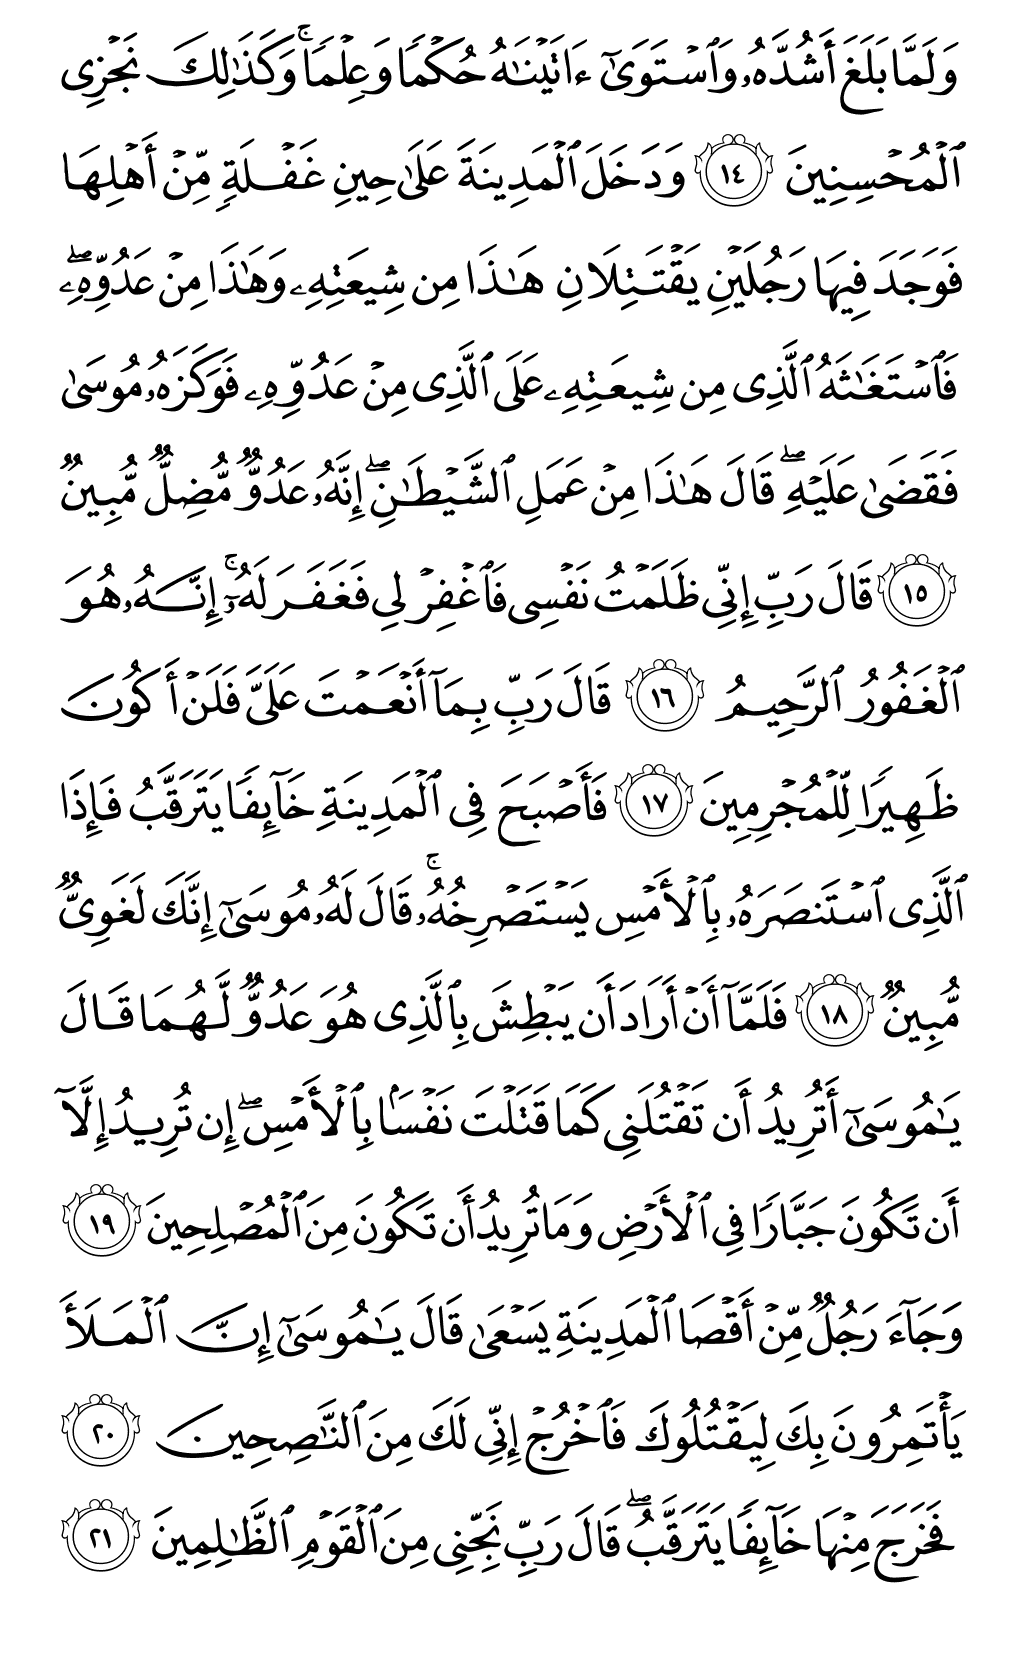 وَلَمَّا بَلَغَ أَشُدَّهُۥ وَٱسۡتَوَىٰٓ ءَاتَيۡنَٰهُ حُكۡمٗا وَعِلۡمٗاۚ وَكَذَٰلِكَ نَجۡزِي
ٱلۡمُحۡسِنِينَ ١٤ وَدَخَلَ ٱلۡمَدِينَةَ عَلَىٰ حِينِ غَفۡلَةٖ مِّنۡ أَهۡلِهَا
فَوَجَدَ فِيهَا رَجُلَيۡنِ يَقۡتَتِلَانِ هَٰذَا مِن شِيعَتِهِۦ وَهَٰذَا مِنۡ عَدُوِّهِۦۖ
فَٱسۡتَغَٰثَهُ ٱلَّذِي مِن شِيعَتِهِۦ عَلَى ٱلَّذِي مِنۡ عَدُوِّهِۦ فَوَكَزَهُۥ مُوسَىٰ
فَقَضَىٰ عَلَيۡهِۖ قَالَ هَٰذَا مِنۡ عَمَلِ ٱلشَّيۡطَٰنِۖ إِنَّهُۥ عَدُوّٞ مُّضِلّٞ مُّبِينٞ
١٥ قَالَ رَبِّ إِنِّي ظَلَمۡتُ نَفۡسِي فَٱغۡفِرۡ لِي فَغَفَرَ لَهُۥٓۚ إِنَّهُۥ هُوَ
ٱلۡغَفُورُ ٱلرَّحِيمُ ١٦ قَالَ رَبِّ بِمَآ أَنۡعَمۡتَ عَلَيَّ فَلَنۡ أَكُونَ
ظَهِيرٗا لِّلۡمُجۡرِمِينَ ١٧ فَأَصۡبَحَ فِي ٱلۡمَدِينَةِ خَآئِفٗا يَتَرَقَّبُ فَإِذَا
ٱلَّذِي ٱسۡتَنصَرَهُۥ بِٱلۡأَمۡسِ يَسۡتَصۡرِخُهُۥۚ قَالَ لَهُۥ مُوسَىٰٓ إِنَّكَ لَغَوِيّٞ
مُّبِينٞ ١٨ فَلَمَّآ أَنۡ أَرَادَ أَن يَبۡطِشَ بِٱلَّذِي هُوَ عَدُوّٞ لَّهُمَا قَالَ
يَٰمُوسَىٰٓ أَتُرِيدُ أَن تَقۡتُلَنِي كَمَا قَتَلۡتَ نَفۡسَۢا بِٱلۡأَمۡسِۖ إِن تُرِيدُ إِلَّآ
أَن تَكُونَ جَبَّارٗا فِي ٱلۡأَرۡضِ وَمَا تُرِيدُ أَن تَكُونَ مِنَ ٱلۡمُصۡلِحِينَ ١٩
وَجَآءَ رَجُلٞ مِّنۡ أَقۡصَا ٱلۡمَدِينَةِ يَسۡعَىٰ قَالَ يَٰمُوسَىٰٓ إِنَّ ٱلۡمَلَأَ
يَأۡتَمِرُونَ بِكَ لِيَقۡتُلُوكَ فَٱخۡرُجۡ إِنِّي لَكَ مِنَ ٱلنَّٰصِحِينَ ٢٠
فَخَرَجَ مِنۡهَا خَآئِفٗا يَتَرَقَّبُۖ قَالَ رَبِّ نَجِّنِي مِنَ ٱلۡقَوۡمِ ٱلظَّٰلِمِينَ ٢١